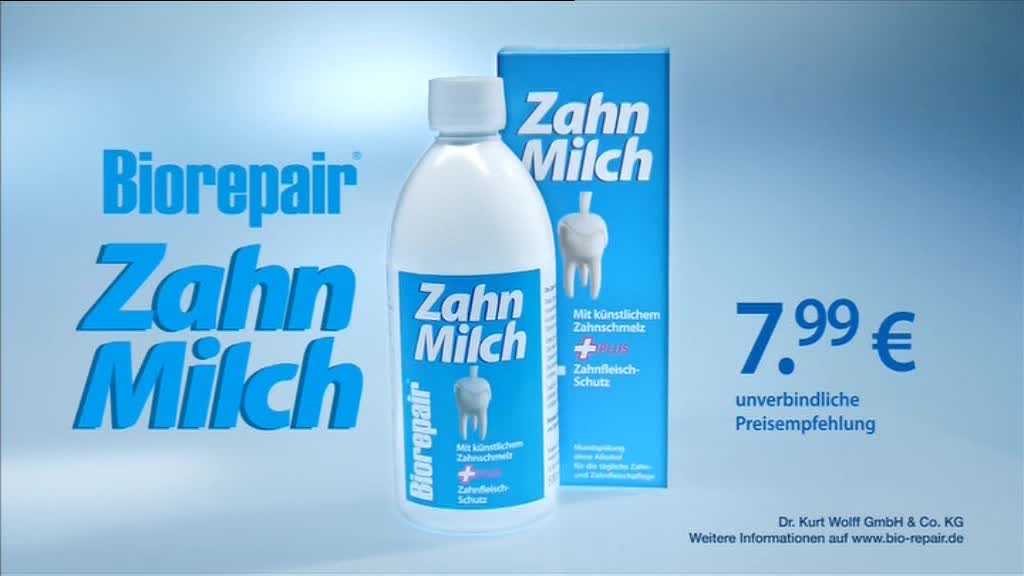 Biorepair®
Zahn
Milch
Zahn
Milch
Mit künstlichem
Zahnschmelz
PLUS
Zahnfleisch-
Schutz
Biorepair
Zahn
Milch
Mit künstlichem
Zahnschmelz
PLUS
Zahnfleisch-
Schutz
Mundspülung
ohne Alkohol
für die tägliche Zahn-
und Zahnfleischpflege
7.99 €
unverbindliche
Preisempfehlung
Dr. Kurt Wolff GmbH & Co. KG
Weitere Informationen auf www.bio-repair.de